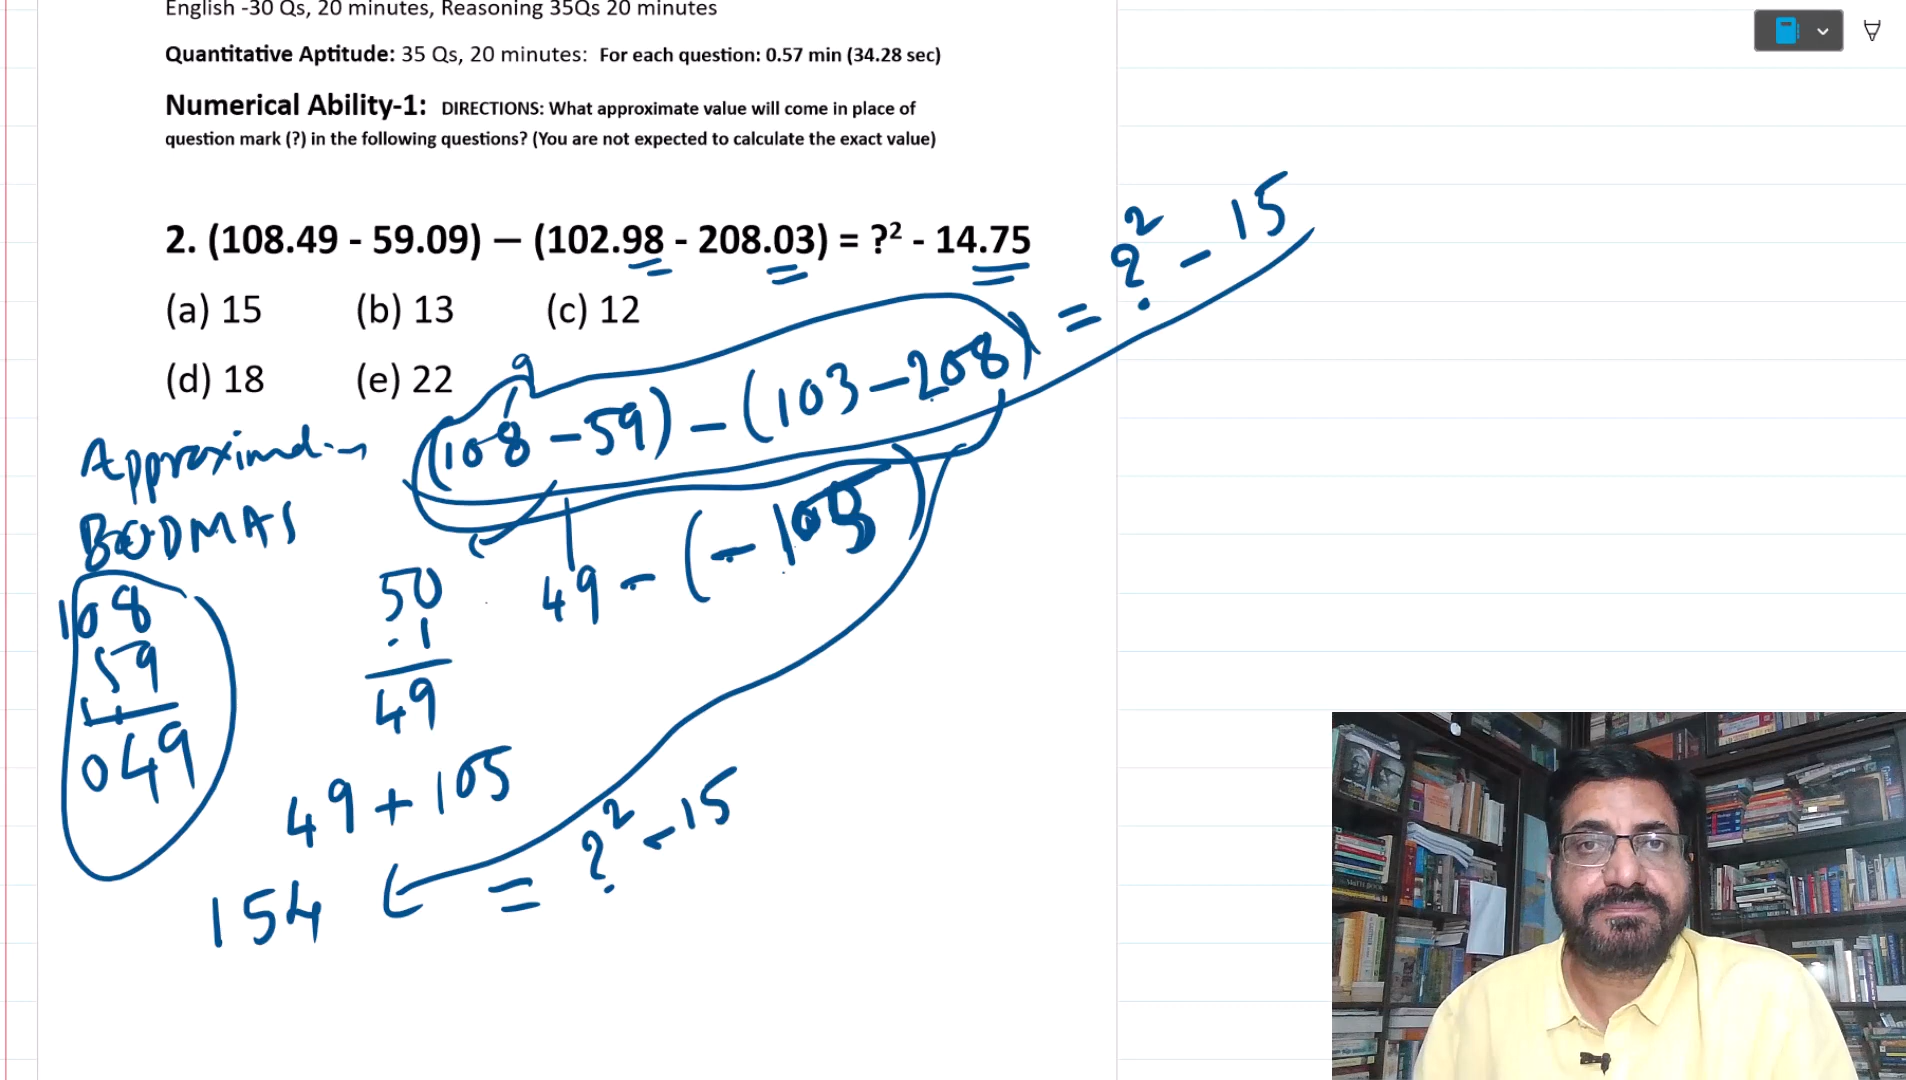 English -30 Qs, 20 minutes, Reasoning 35Qs 20 minutes
Quantitative Aptitude: 35 Qs, 20 minutes: For each question: 0.57 min (34.28 sec)
Numerical Ability-1: DIRECTIONS: What approximate value will come in place of
question mark (?) in the following questions? (You are not expected to calculate the exact value)
2. (108.49 - 59.09) – (102.98 - 208.03) = ?² - 14.75
(a) 15 (b) 13 (c) 12
(d) 18 (e) 22
9
(108 - 59) - (103 - 208) = ?² - 15
BODMAS
49 - (- 105)
108
59
049
50
- 1
49
49 + 105
154 = ?² - 15